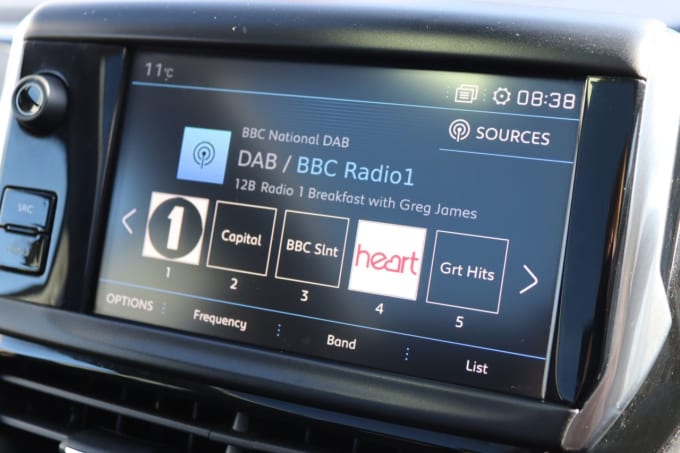 11°C
08:38
SOURCES
BBC National DAB
DAB / BBC Radio1
12B Radio 1 Breakfast with Greg James
1
Capital
BBC Slnt
heart
Grt Hits
1
2
3
4
5
OPTIONS
Frequency
Band
List
SRC